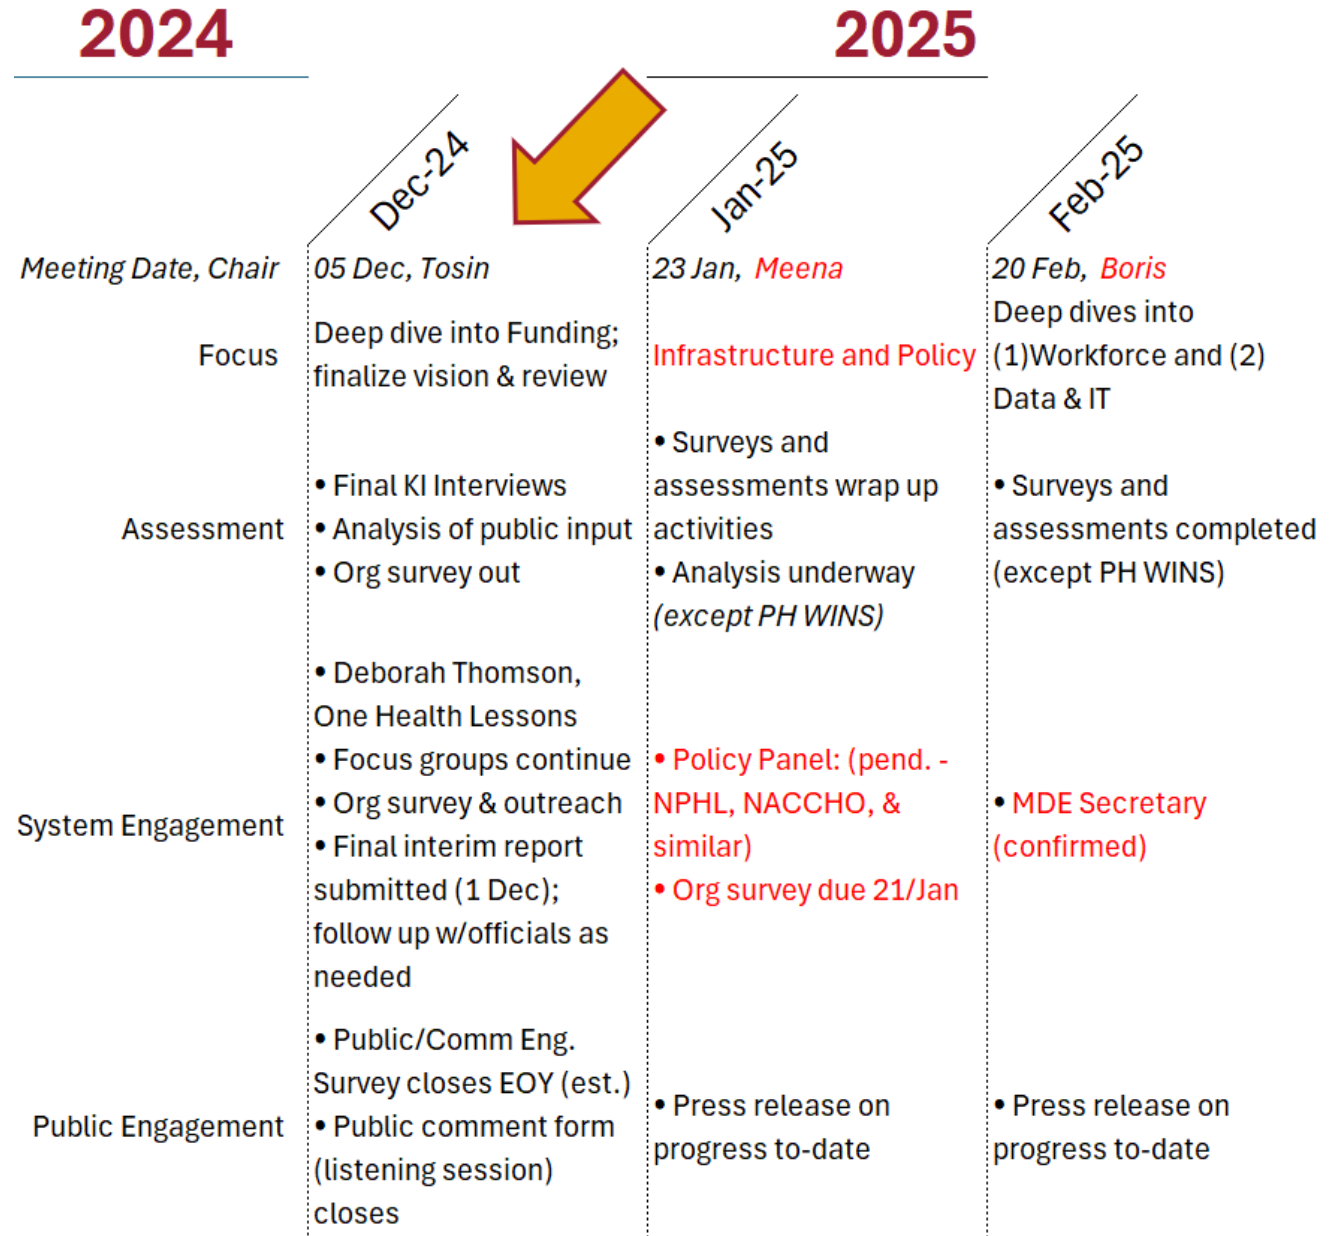 2024
2025
Dec-24
Jan-25
Feb-25
Meeting Date, Chair
05 Dec, Tosin
23 Jan, Meena
20 Feb, Boris
Focus
Deep dive into Funding;
finalize vision & review
Infrastructure and Policy
Deep dives into
(1)Workforce and (2)
Data & IT
Assessment
• Final KI Interviews
• Analysis of public input
• Org survey out
• Surveys and
assessments wrap up
activities
• Analysis underway
(except PH WINS)
• Surveys and
assessments completed
(except PH WINS)
System Engagement
• Deborah Thomson,
One Health Lessons
• Focus groups continue
• Org survey & outreach
• Final interim report
submitted (1 Dec);
follow up w/officials as
needed
• Policy Panel: (pend. -
NPHL, NACCHO, &
similar)
• Org survey due 21/Jan
• MDE Secretary
(confirmed)
Public Engagement
• Public/Comm Eng.
Survey closes EOY (est.)
• Public comment form
(listening session)
closes
• Press release on
progress to-date
• Press release on
progress to-date